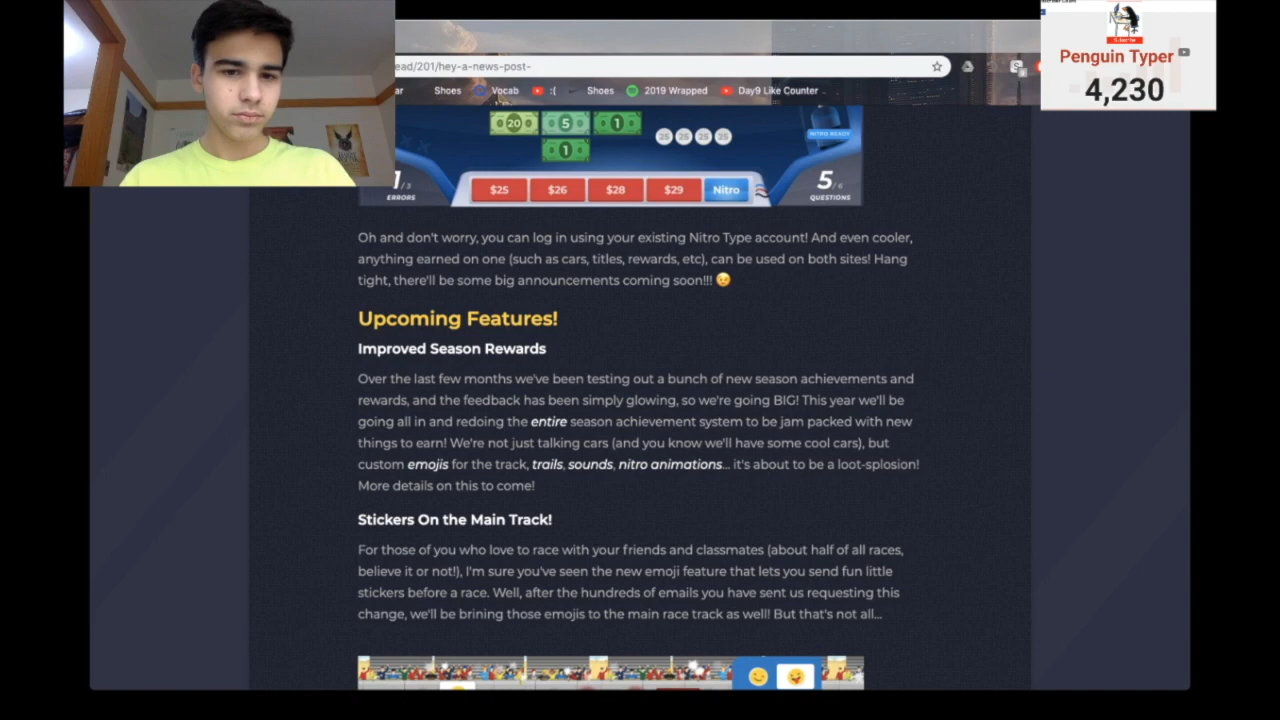 ead/201/hey-a-news-post-
ar Shoes Vocab :( Shoes 2019 Wrapped Day9 Like Counter
Penguin Typer
4,230
20 5 1
25 25 25 25
NITRO READY
1
1/3
ERRORS
$25 $26 $28 $29 Nitro
5/6
QUESTIONS
Oh and don't worry, you can log in using your existing Nitro Type account! And even cooler,
anything earned on one (such as cars, titles, rewards, etc), can be used on both sites! Hang
tight, there'll be some big announcements coming soon!!! 😉
Upcoming Features!
Improved Season Rewards
Over the last few months we've been testing out a bunch of new season achievements and
rewards, and the feedback has been simply glowing, so we're going BIG! This year we'll be
going all in and redoing the entire season achievement system to be jam packed with new
things to earn! We're not just talking cars (and you know we'll have some cool cars), but
custom emojis for the track, trails, sounds, nitro animations... it's about to be a loot-splosion!
More details on this to come!
Stickers On the Main Track!
For those of you who love to race with your friends and classmates (about half of all races,
believe it or not!), I'm sure you've seen the new emoji feature that lets you send fun little
stickers before a race. Well, after the hundreds of emails you have sent us requesting this
change, we'll be brining those emojis to the main race track as well! But that's not all...